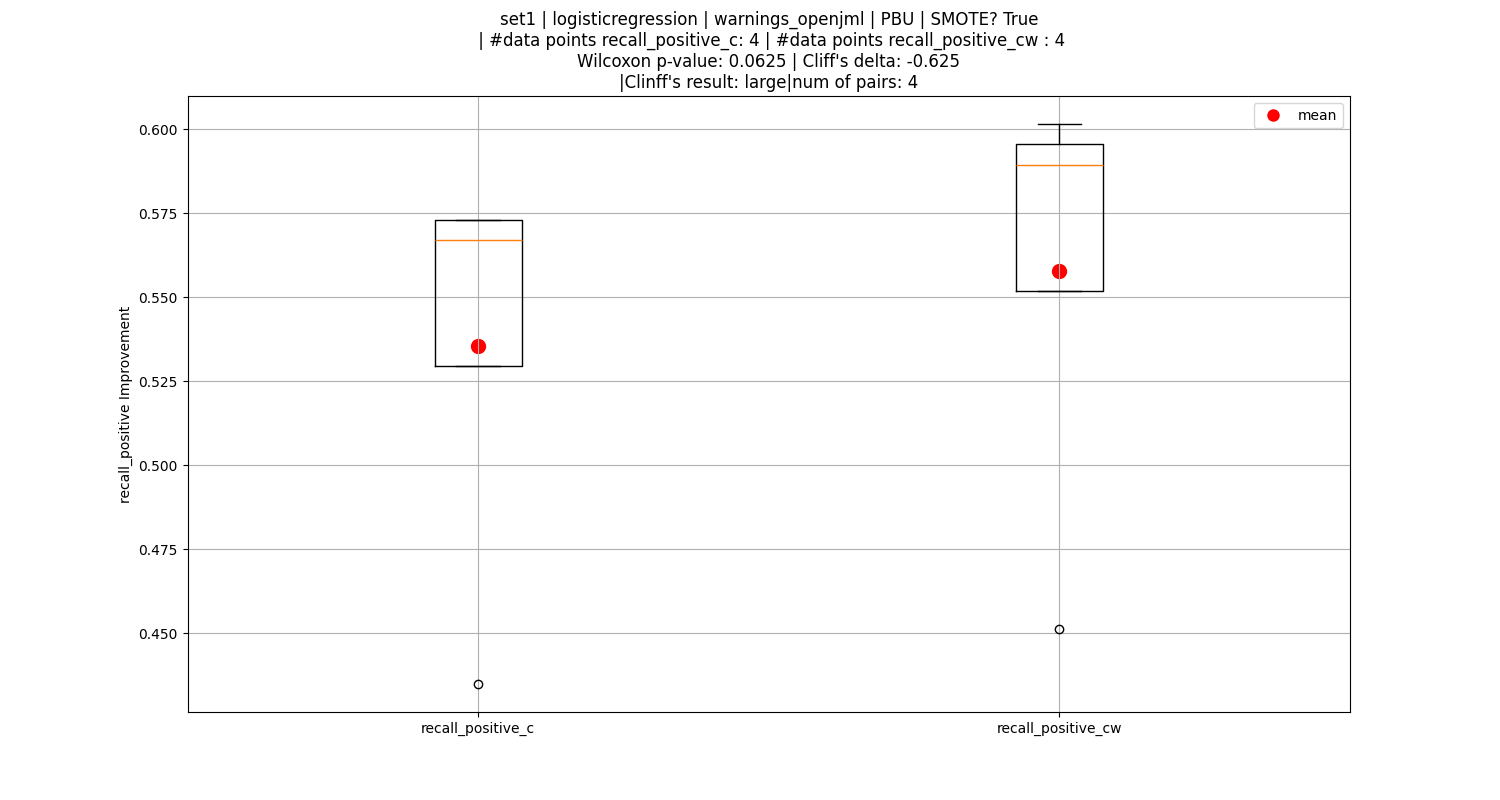 set1 | logisticregression | warnings_openjml | PBU | SMOTE? True
| #data points recall_positive_c: 4 | #data points recall_positive_cw : 4
Wilcoxon p-value: 0.0625 | Cliff's delta: -0.625
|Clinff's result: large|num of pairs: 4
mean
0.600
0.575
0.550
0.525
0.500
0.475
0.450
recall_positive Improvement
recall_positive_c
recall_positive_cw